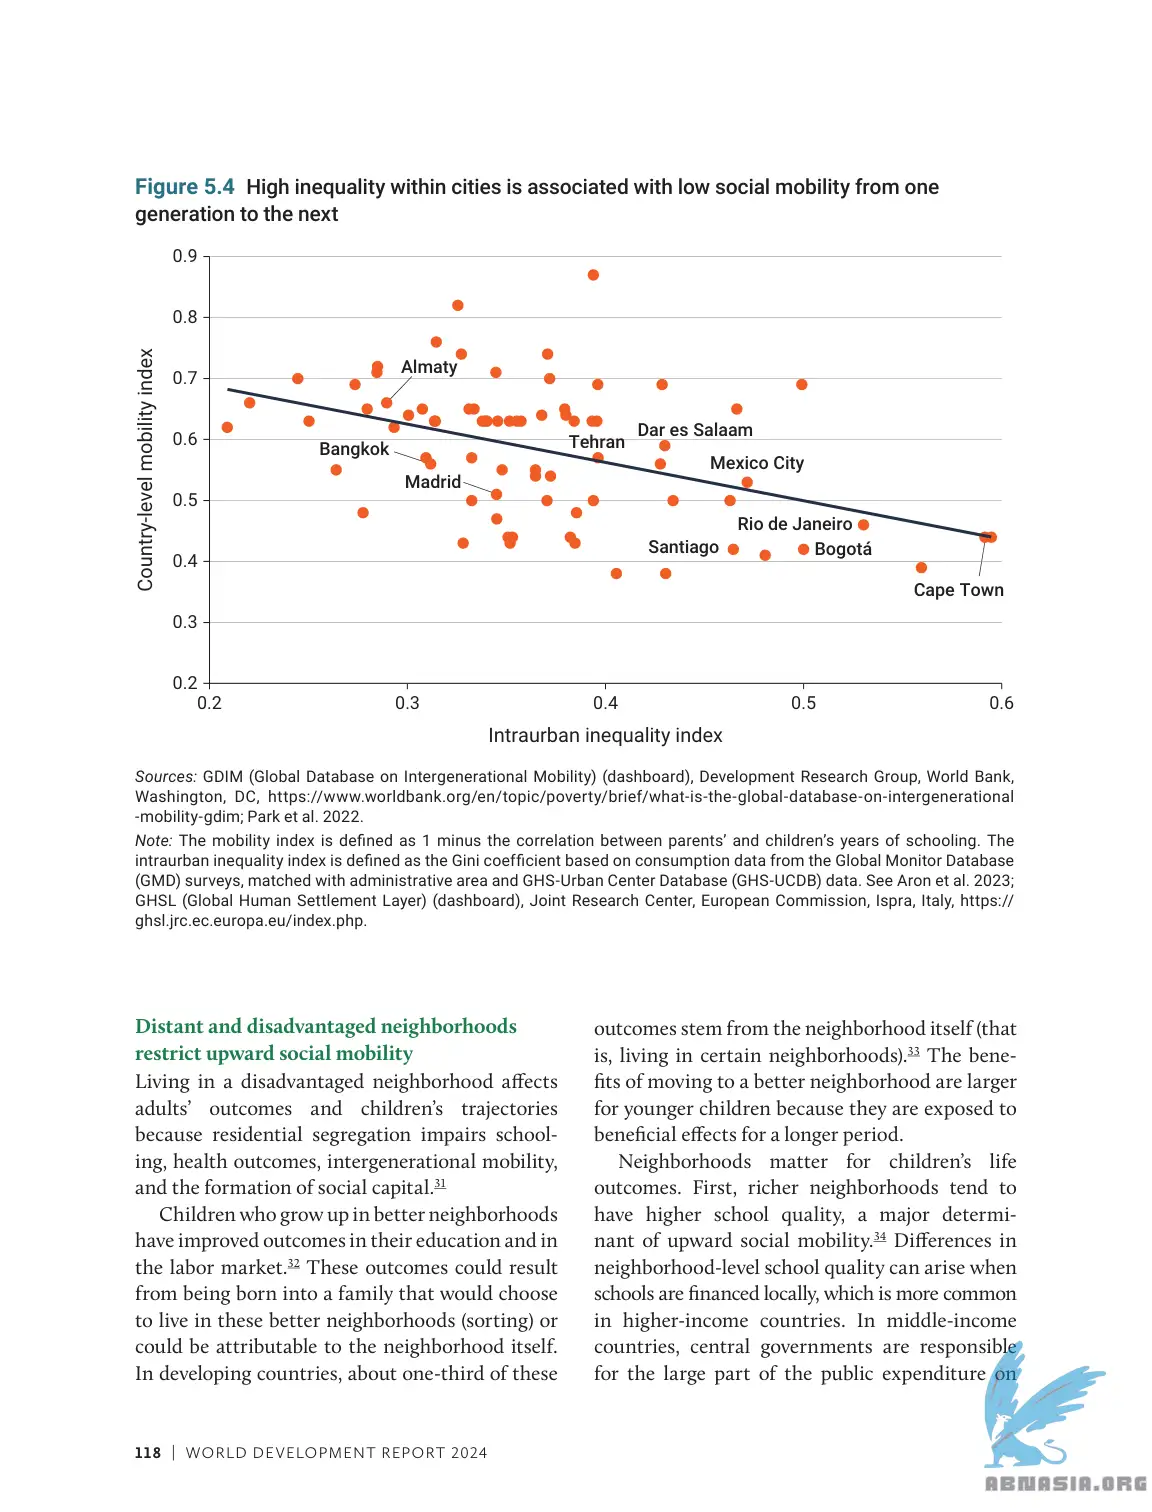 Figure 5.4 High inequality within cities is associated with low social mobility from one
generation to the next
0.9
0.8
0.7
0.6
0.5
0.4
0.3
0.2
Country-level mobility index
Almaty
Bangkok
Madrid
Tehran
Dar es Salaam
Mexico City
Rio de Janeiro
Santiago
Bogotá
Cape Town
0.2 0.3 0.4 0.5 0.6
Intraurban inequality index
Sources: GDIM (Global Database on Intergenerational Mobility) (dashboard), Development Research Group, World Bank,
Washington, DC, https://www.worldbank.org/en/topic/poverty/brief/what-is-the-global-database-on-intergenerational
-mobility-gdim; Park et al. 2022.
Note: The mobility index is defined as 1 minus the correlation between parents’ and children’s years of schooling. The
intraurban inequality index is defined as the Gini coefficient based on consumption data from the Global Monitor Database
(GMD) surveys, matched with administrative area and GHS-Urban Center Database (GHS-UCDB) data. See Aron et al. 2023;
GHSL (Global Human Settlement Layer) (dashboard), Joint Research Center, European Commission, Ispra, Italy, https://
ghsl.jrc.ec.europa.eu/index.php.
Distant and disadvantaged neighborhoods
restrict upward social mobility
Living in a disadvantaged neighborhood affects
adults’ outcomes and children’s trajectories
because residential segregation impairs school-
ing, health outcomes, intergenerational mobility,
and the formation of social capital.31
Children who grow up in better neighborhoods
have improved outcomes in their education and in
the labor market.32 These outcomes could result
from being born into a family that would choose
to live in these better neighborhoods (sorting) or
could be attributable to the neighborhood itself.
In developing countries, about one-third of these
outcomes stem from the neighborhood itself (that
is, living in certain neighborhoods).33 The bene-
fits of moving to a better neighborhood are larger
for younger children because they are exposed to
beneficial effects for a longer period.
Neighborhoods matter for children’s life
outcomes. First, richer neighborhoods tend to
have higher school quality, a major determi-
nant of upward social mobility.34 Differences in
neighborhood-level school quality can arise when
schools are financed locally, which is more common
in higher-income countries. In middle-income
countries, central governments are responsible
for the large part of the public expenditure on
118 | WORLD DEVELOPMENT REPORT 2024
ABNASIA.ORG